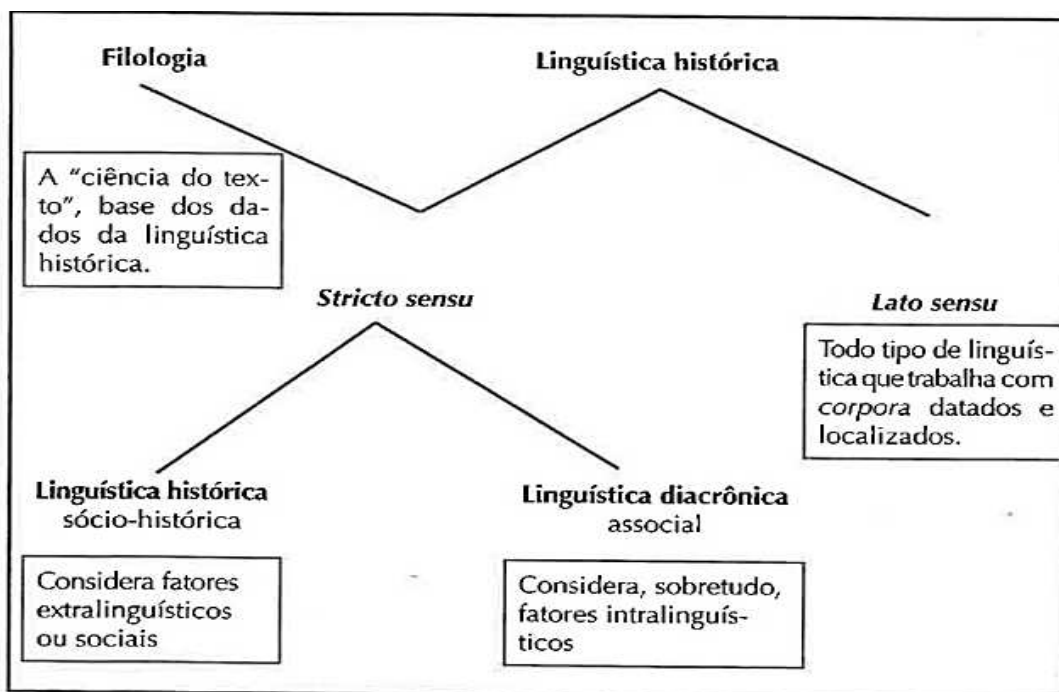 Filologia
Linguística histórica
A “ciência do tex-
to”, base dos da-
dos da linguística
histórica.
Stricto sensu
Lato sensu
Todo tipo de linguís-
tica que trabalha com
corpora datados e
localizados.
Linguística histórica
sócio-histórica
Linguística diacrônica
associal
Considera fatores
extralinguísticos
ou sociais
Considera, sobretudo,
fatores intralinguís-
ticos